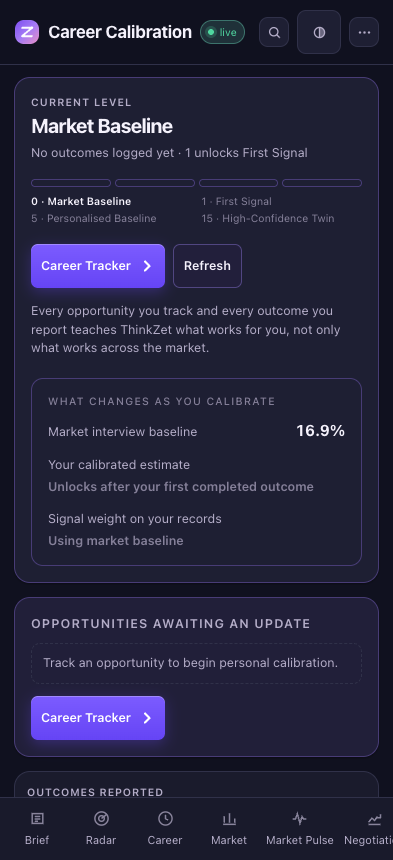 Career Calibration
live
CURRENT LEVEL
Market Baseline
No outcomes logged yet · 1 unlocks First Signal
0 · Market Baseline
1 · First Signal
5 · Personalised Baseline
15 · High-Confidence Twin
Career Tracker
Refresh
Every opportunity you track and every outcome you
report teaches ThinkZet what works for you, not only
what works across the market.
WHAT CHANGES AS YOU CALIBRATE
Market interview baseline
16.9%
Your calibrated estimate
Unlocks after your first completed outcome
Signal weight on your records
Using market baseline
OPPORTUNITIES AWAITING AN UPDATE
Track an opportunity to begin personal calibration.
Career Tracker
OUTCOMES REPORTED
Brief
Radar
Career
Market
Market Pulse
Negotiati